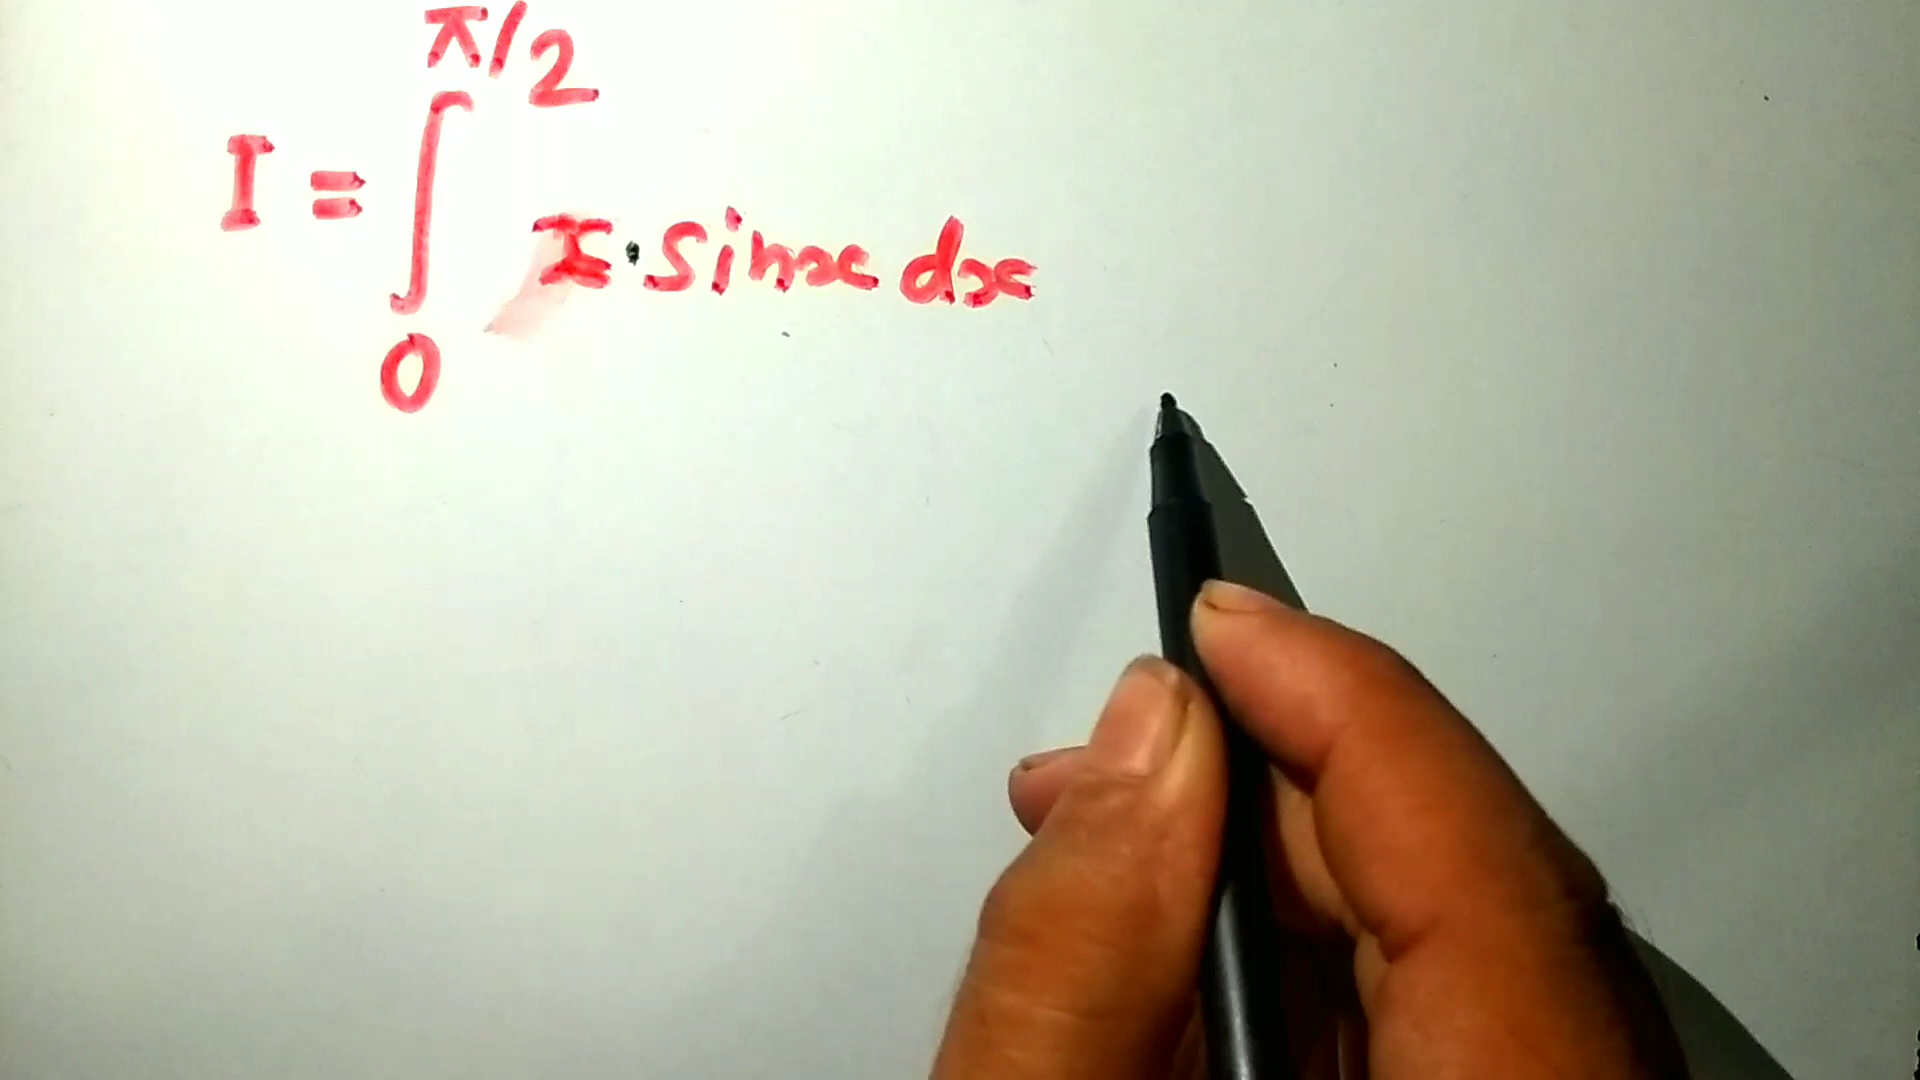 I = ∫₀^π/2 x · sinx dx